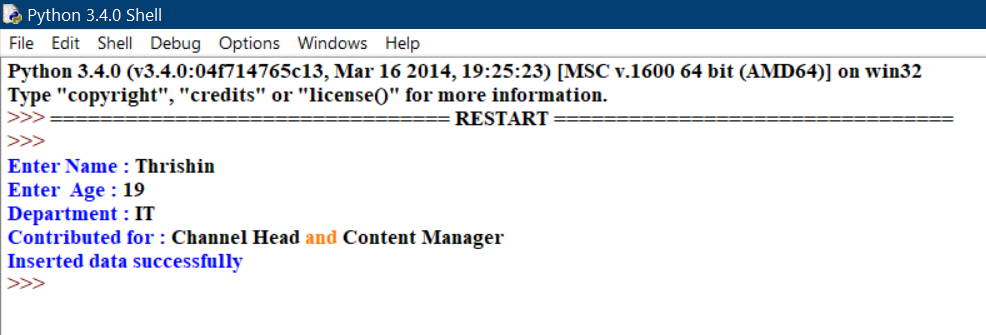 Python 3.4.0 Shell
File Edit Shell Debug Options Windows Help
Python 3.4.0 (v3.4.0:04f714765c13, Mar 16 2014, 19:25:23) [MSC v.1600 64 bit (AMD64)] on win32
Type "copyright", "credits" or "license()" for more information.
>>> ================================ RESTART ================================
>>>
Enter Name : Thrishin
Enter  Age : 19
Department : IT
Contributed for : Channel Head and Content Manager
Inserted data successfully
>>>